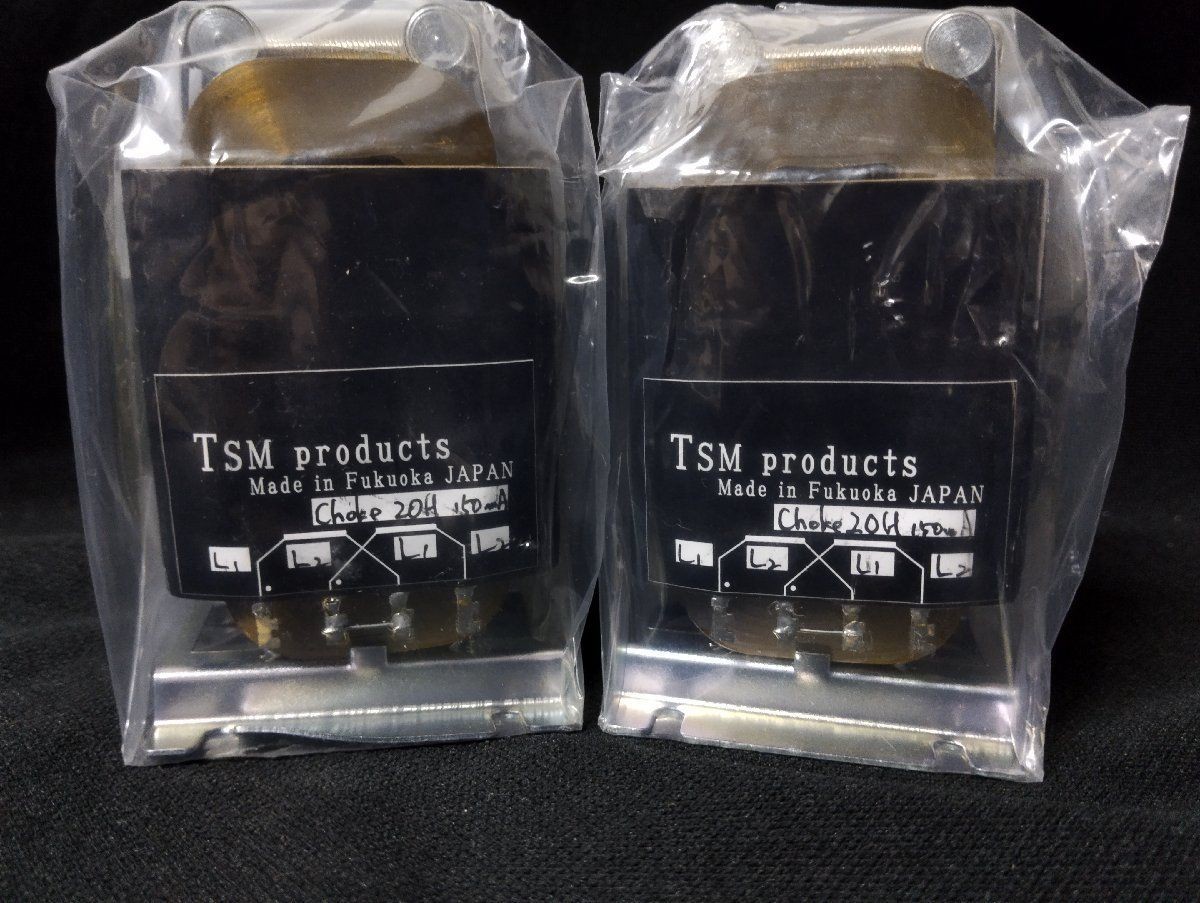 TSM products
Made in Fukuoka JAPAN
Choke 20H 150mA
L1 L2 L1 L2
TSM products
Made in Fukuoka JAPAN
Choke 20H 150mA
L1 L2 L1 L2